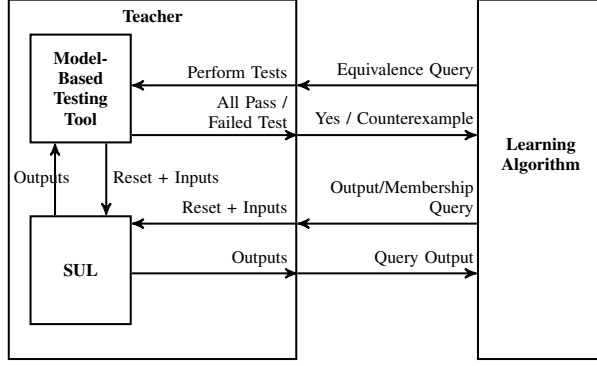 Teacher
Model-
Based
Testing
Tool
Perform Tests
Equivalence Query
All Pass /
Failed Test
Yes / Counterexample
Learning
Algorithm
Outputs
Reset + Inputs
Output/Membership
Query
Reset + Inputs
SUL
Outputs
Query Output